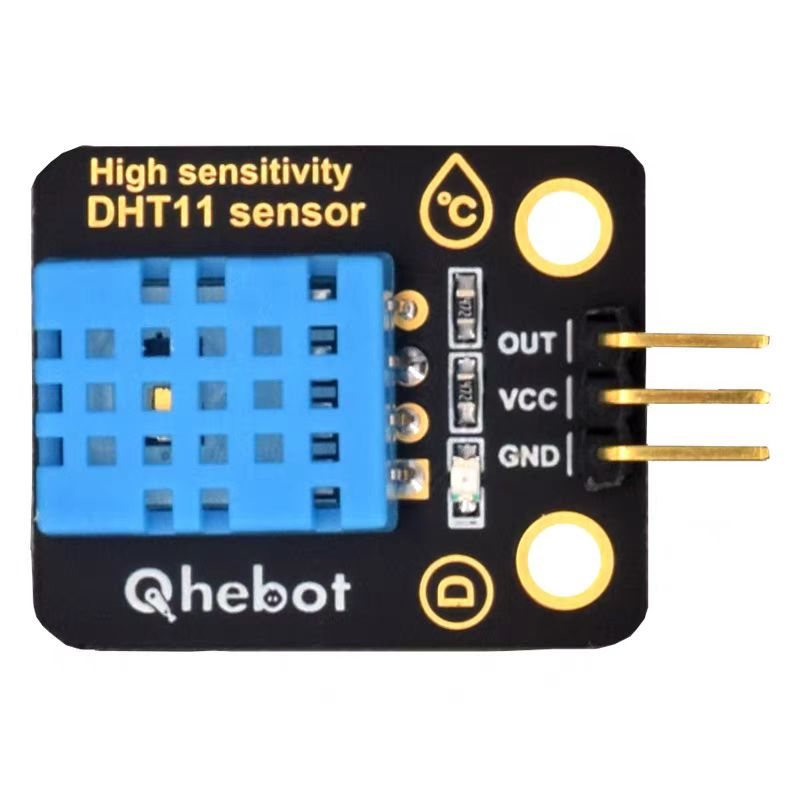 High sensitivity
DHT11 sensor
°C
OUT
VCC
GND
Qhebot
D